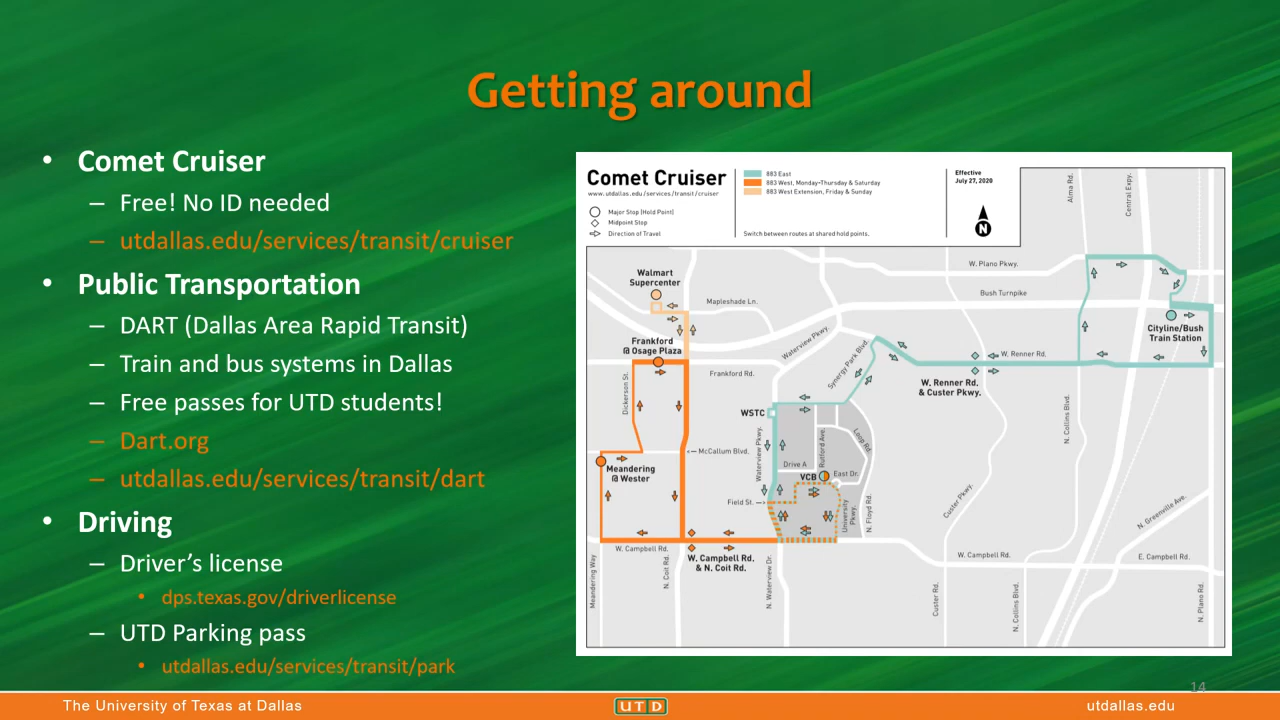 Getting around
• Comet Cruiser
– Free! No ID needed
– utdallas.edu/services/transit/cruiser
• Public Transportation
– DART (Dallas Area Rapid Transit)
– Train and bus systems in Dallas
– Free passes for UTD students!
– Dart.org
– utdallas.edu/services/transit/dart
• Driving
– Driver’s license
• dps.texas.gov/driverlicense
– UTD Parking pass
• utdallas.edu/services/transit/park
Comet Cruiser
www.utdallas.edu/services/transit/cruiser
Major Stop (Hold Point)
Midpoint Stop
Direction of Travel
883 East
883 West, Monday–Thursday & Saturday
883 West Extension, Friday & Sunday
Switch between routes at shared hold points.
Effective
July 27, 2020
N
Alma Rd.
Central Expy.
W. Plano Pkwy.
Bush Turnpike
Walmart
Supercenter
Mapleshade Ln.
Cityline/Bush
Train Station
Waterview Pkwy.
Frankford
@ Osage Plaza
Synergy Park Blvd.
W. Renner Rd.
Frankford Rd.
W. Renner Rd.
& Custer Pkwy.
Dickerson St.
WSTC
N. Collins Blvd.
Waterview Pkwy.
Rutford Ave.
Loop Rd.
McCallum Blvd.
Drive A
Meandering
@ Wester
VCB
East Dr.
Field St.
University
Pkwy.
N. Floyd Rd.
Custer Pkwy.
N. Greenville Ave.
W. Campbell Rd.
W. Campbell Rd.
& N. Coit Rd.
W. Campbell Rd.
E. Campbell Rd.
Meandering Way
N. Coit Rd.
N. Waterview Dr.
Custer Rd.
N. Collins Blvd.
N. Plano Rd.
14
The University of Texas at Dallas
UTD
utdallas.edu